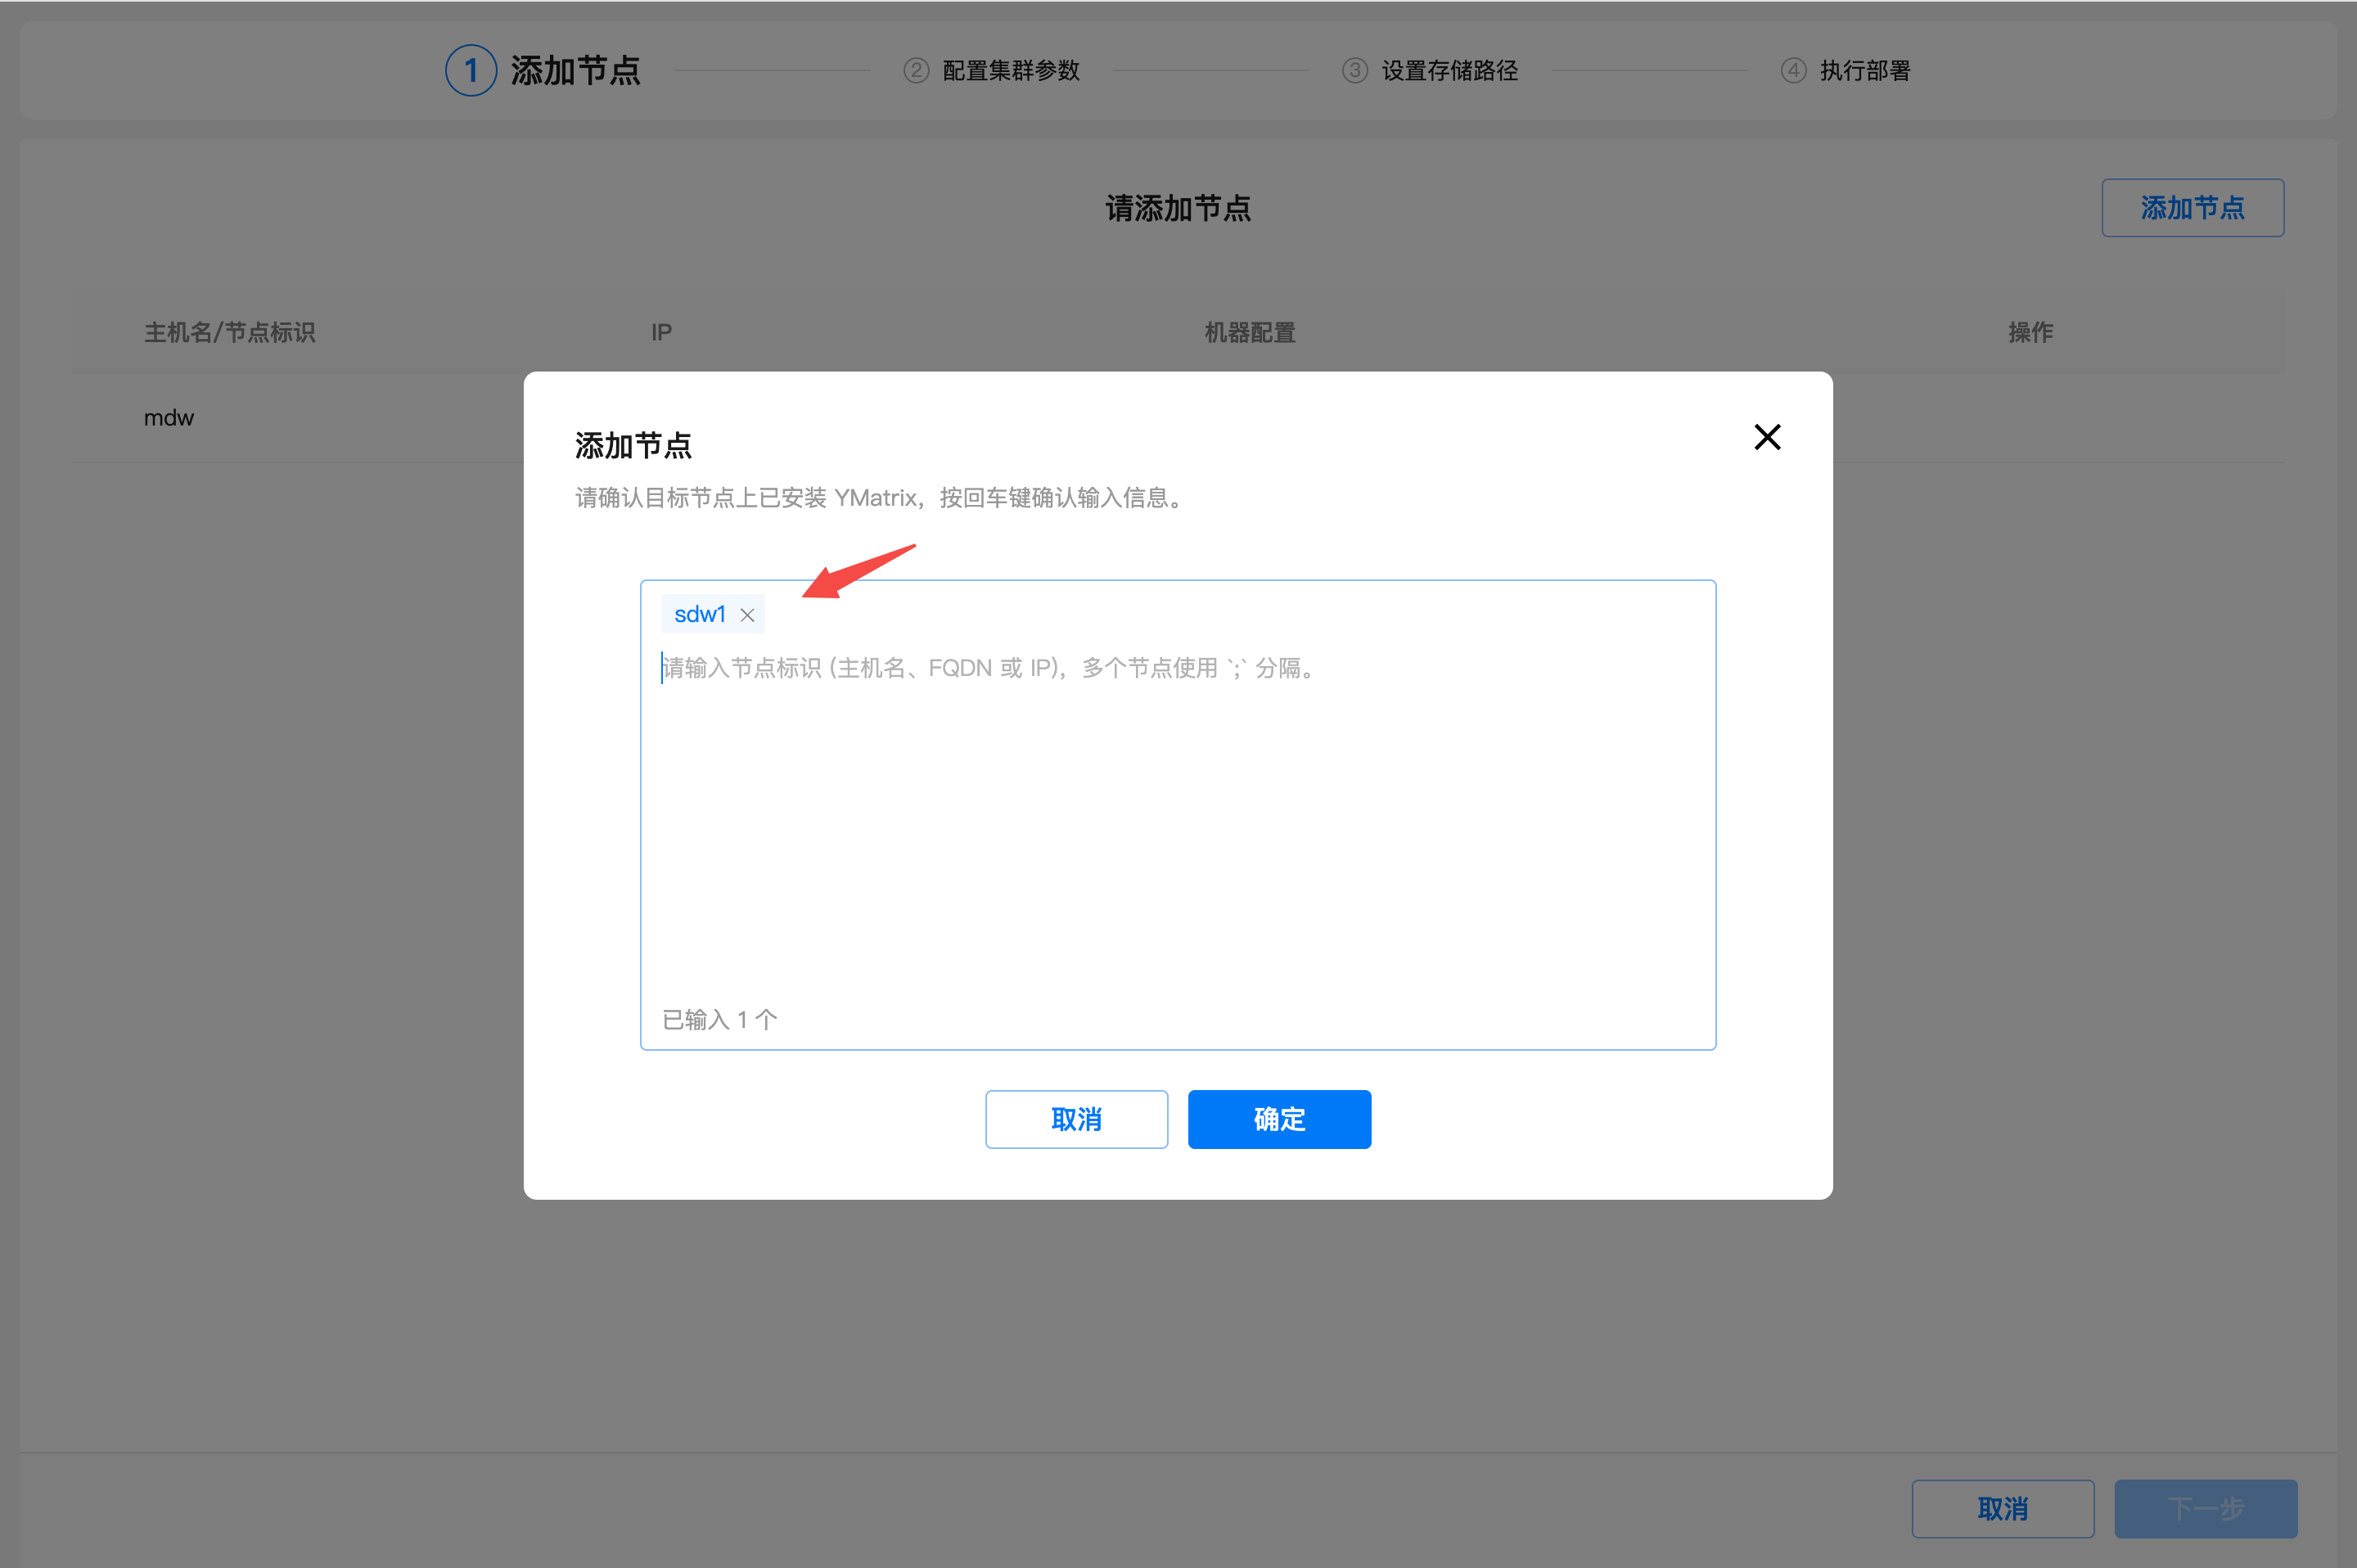 1 添加节点
2 配置集群参数
3 设置存储路径
4 执行部署
请添加节点
添加节点
主机名/节点标识
IP
机器配置
操作
mdw
添加节点
请确认目标节点上已安装 YMatrix，按回车键确认输入信息。
sdw1
请输入节点标识 (主机名、FQDN 或 IP)，多个节点使用 `;` 分隔。
已输入 1 个
取消
确定
取消
下一步